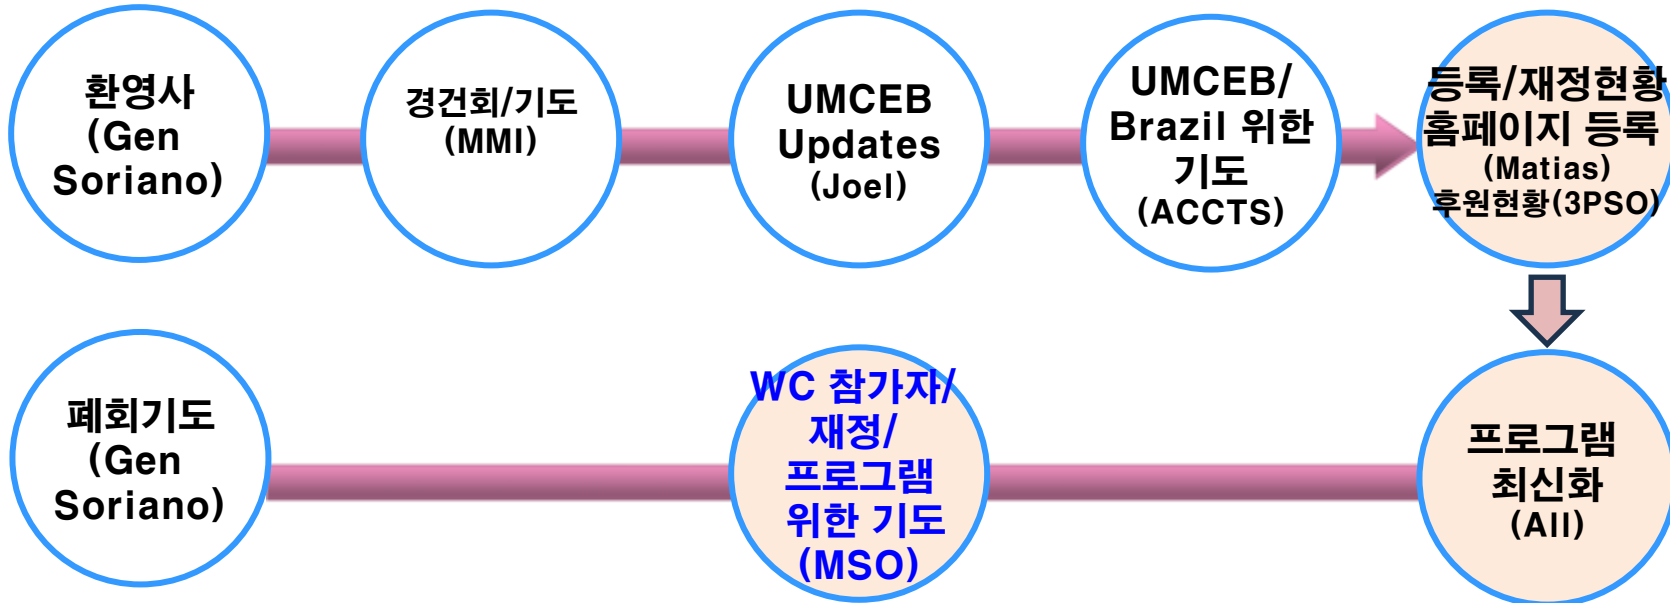 환영사
(Gen
Soriano)
경건회/기도
(MMI)
UMCEB
Updates
(Joel)
UMCEB/
Brazil 위한
기도
(ACCTS)
등록/재정현황
홈페이지 등록
(Matias)
후원현황(3PSO)
폐회기도
(Gen
Soriano)
WC 참가자/
재정/
프로그램
위한 기도
(MSO)
프로그램
최신화
(All)